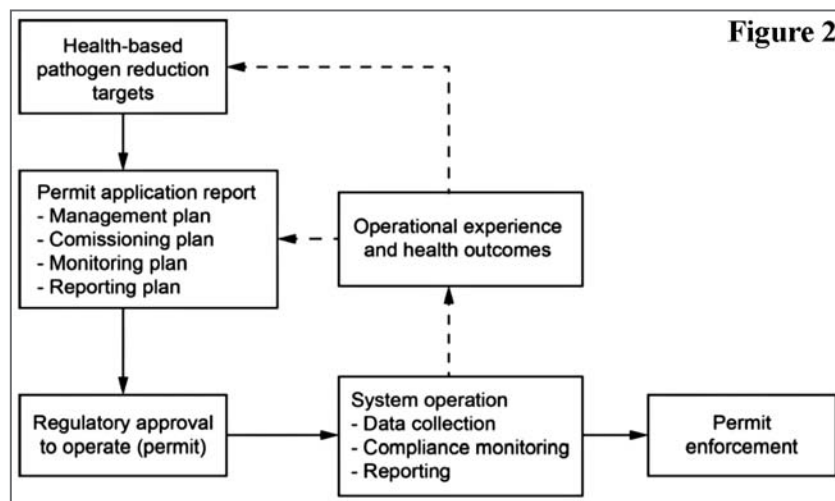 Figure 2
Health-based
pathogen reduction
targets
Permit application report
- Management plan
- Comissioning plan
- Monitoring plan
- Reporting plan
Operational experience
and health outcomes
Regulatory approval
to operate (permit)
System operation
- Data collection
- Compliance monitoring
- Reporting
Permit
enforcement